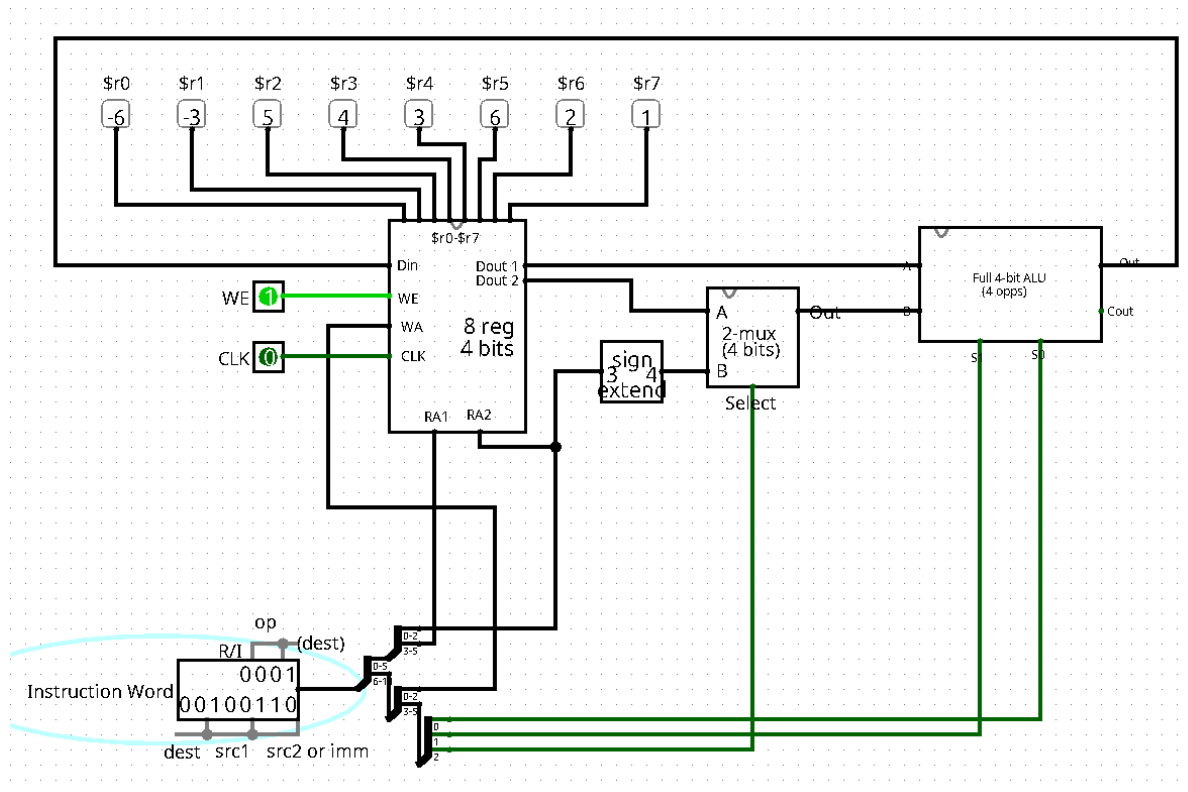 $r0 $r1 $r2 $r3 $r4 $r5 $r6 $r7
-6 -3 5 4 3 6 2 1
$r0-$r7
Din
Dout 1
Dout 2
WE 1
WE
WA
CLK 0
CLK
8 reg
4 bits
RA1
RA2
sign
3 4
extend
A
2-mux
(4 bits)
B
Out
Select
A
B
Full 4-bit ALU
(4 opps)
Out
Cout
S1
S0
op
R/I
(dest)
Instruction Word
0001
00100110
dest
src1
src2 or imm
0-2
3-5
0-5
6-11
0-2
3-5
0
1
2